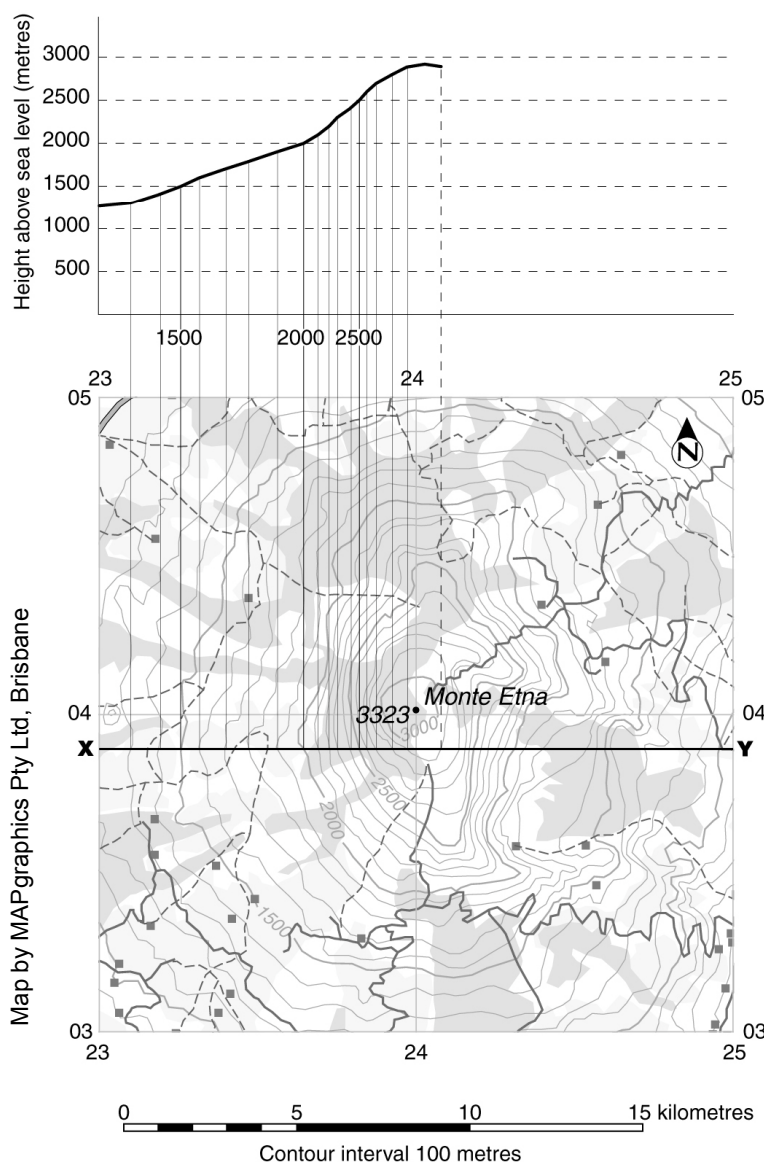 Height above sea level (metres)
3000
2500
2000
1500
1000
500
1500 2000 2500
23 24 25
05 05
N
Monte Etna
3323
04 04
3000
X Y
2500
2000
1500
03 03
23 24 25
Map by MAPgraphics Pty Ltd, Brisbane
0 5 10 15 kilometres
Contour interval 100 metres